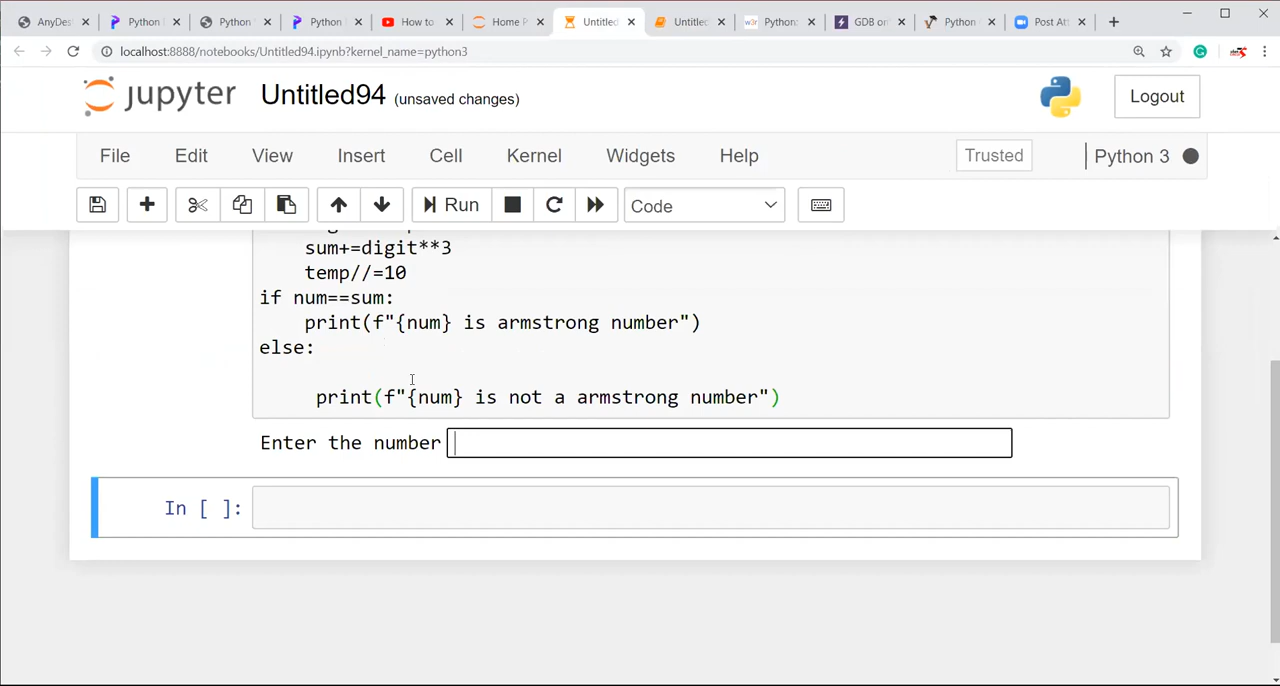 AnyDes
Python I
Python
Python I
How to
Home P
Untitled
Untitled
w3r Python:
GDB on
Python
Post Att
localhost:8888/notebooks/Untitled94.ipynb?kernel_name=python3
jupyter Untitled94 (unsaved changes)
Logout
File Edit View Insert Cell Kernel Widgets Help Trusted Python 3
Run Code
sum+=digit**3
temp//=10
if num==sum:
print(f"{num} is armstrong number")
else:
print(f"{num} is not a armstrong number")
Enter the number
In [ ]: